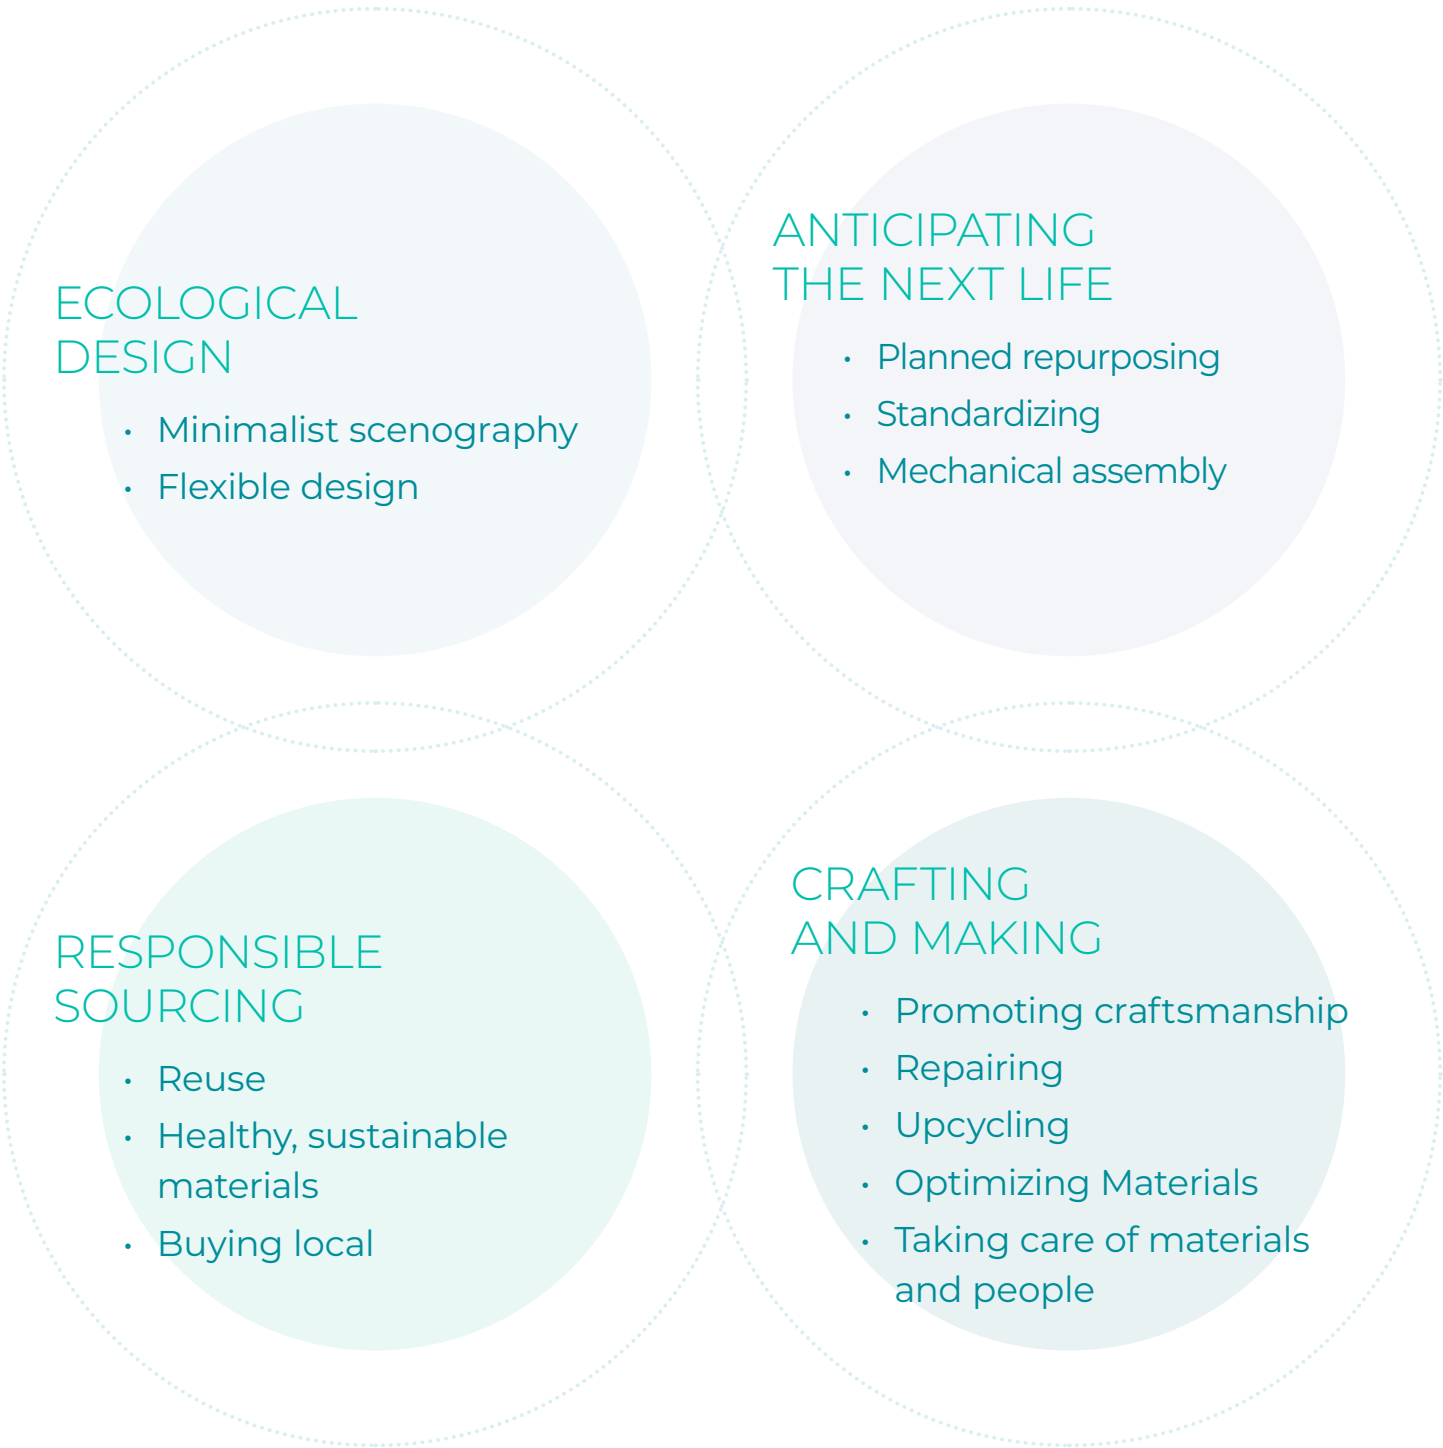 ECOLOGICAL
DESIGN
• Minimalist scenography
• Flexible design
ANTICIPATING
THE NEXT LIFE
• Planned repurposing
• Standardizing
• Mechanical assembly
RESPONSIBLE
SOURCING
• Reuse
• Healthy, sustainable
materials
• Buying local
CRAFTING
AND MAKING
• Promoting craftsmanship
• Repairing
• Upcycling
• Optimizing Materials
• Taking care of materials
and people